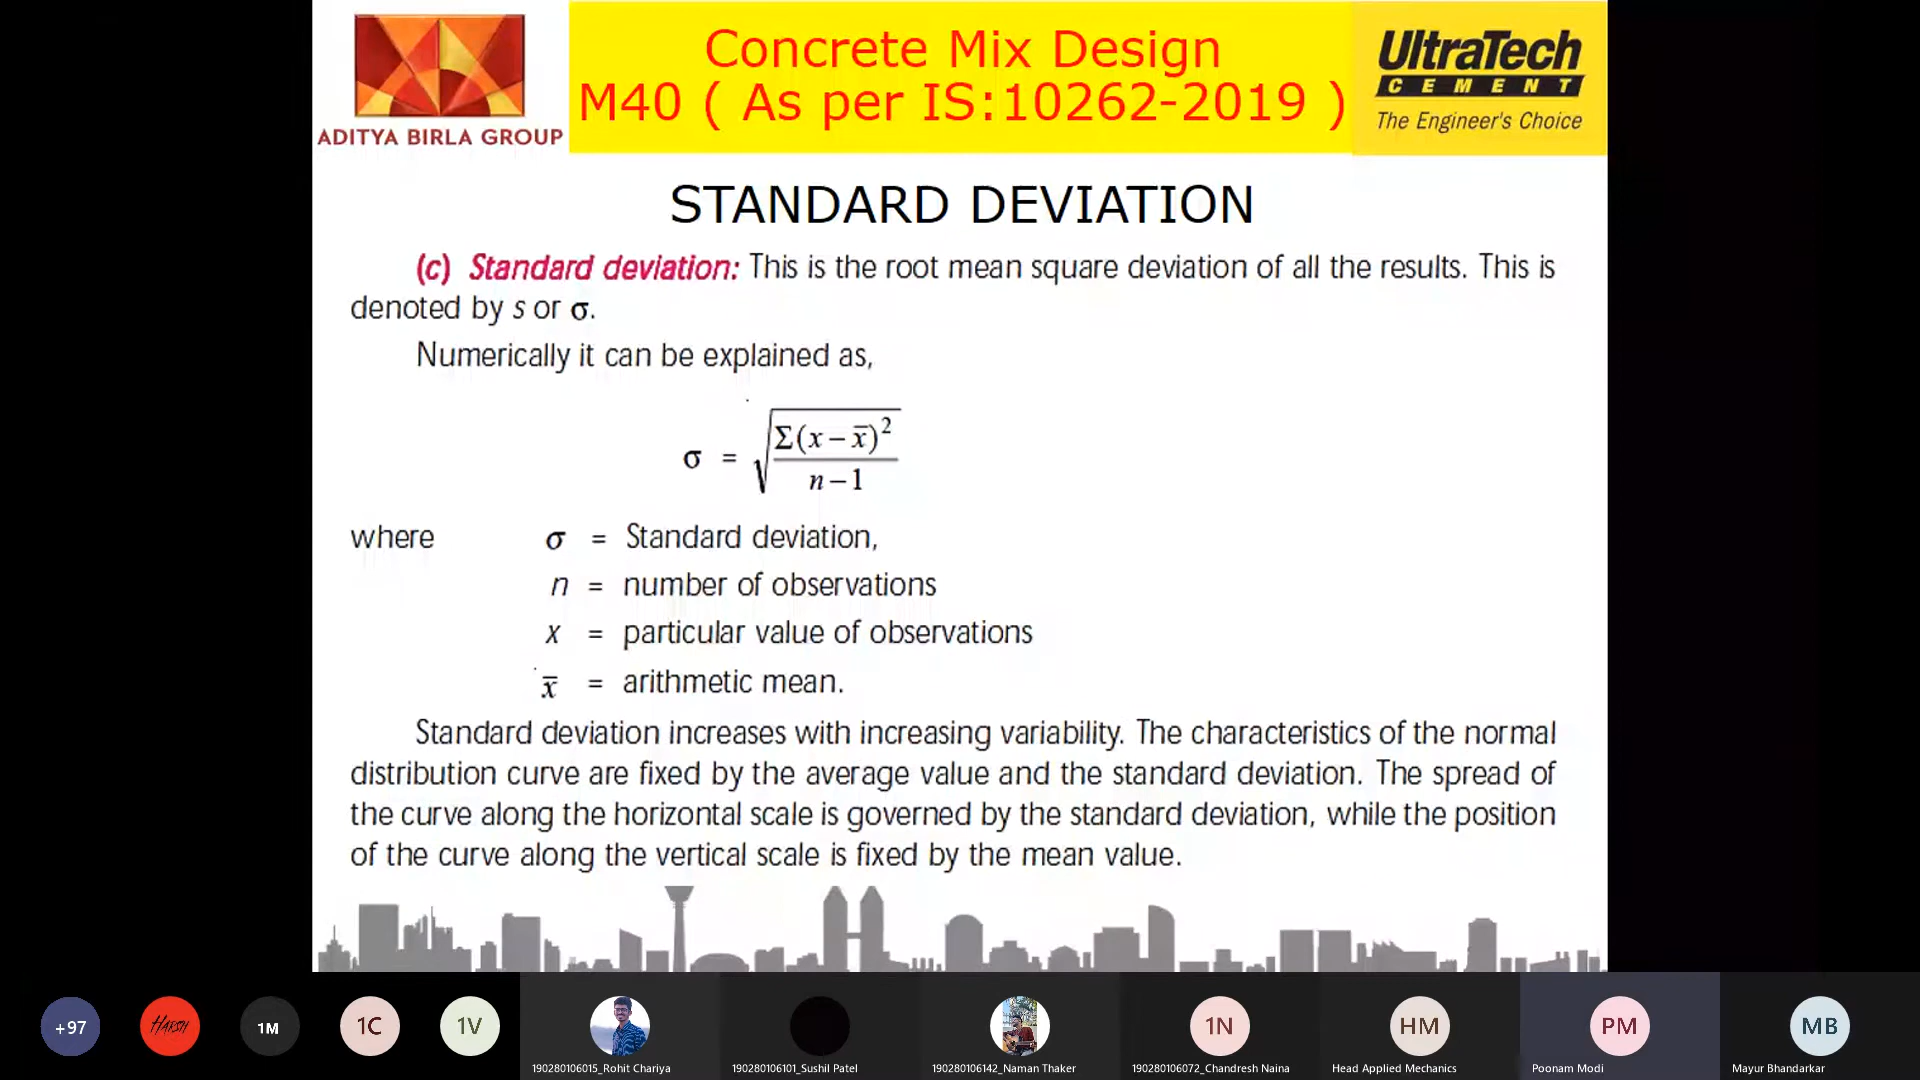 ADITYA BIRLA GROUP
Concrete Mix Design
M40 ( As per IS:10262-2019 )
UltraTech
CEMENT
The Engineer's Choice
STANDARD DEVIATION
(c) Standard deviation: This is the root mean square deviation of all the results. This is
denoted by s or σ.
Numerically it can be explained as,
σ = √(Σ(x − x̄)² / (n − 1))
where σ = Standard deviation,
n = number of observations
x = particular value of observations
x̄ = arithmetic mean.
Standard deviation increases with increasing variability. The characteristics of the normal
distribution curve are fixed by the average value and the standard deviation. The spread of
the curve along the horizontal scale is governed by the standard deviation, while the position
of the curve along the vertical scale is fixed by the mean value.
+97
HARSH
1M
1C
1V
1N
HM
PM
MB
190280106015_Rohit Chariya
190280106101_Sushil Patel
190280106142_Naman Thaker
190280106072_Chandresh Naina
Head Applied Mechanics
Poonam Modi
Mayur Bhandarkar